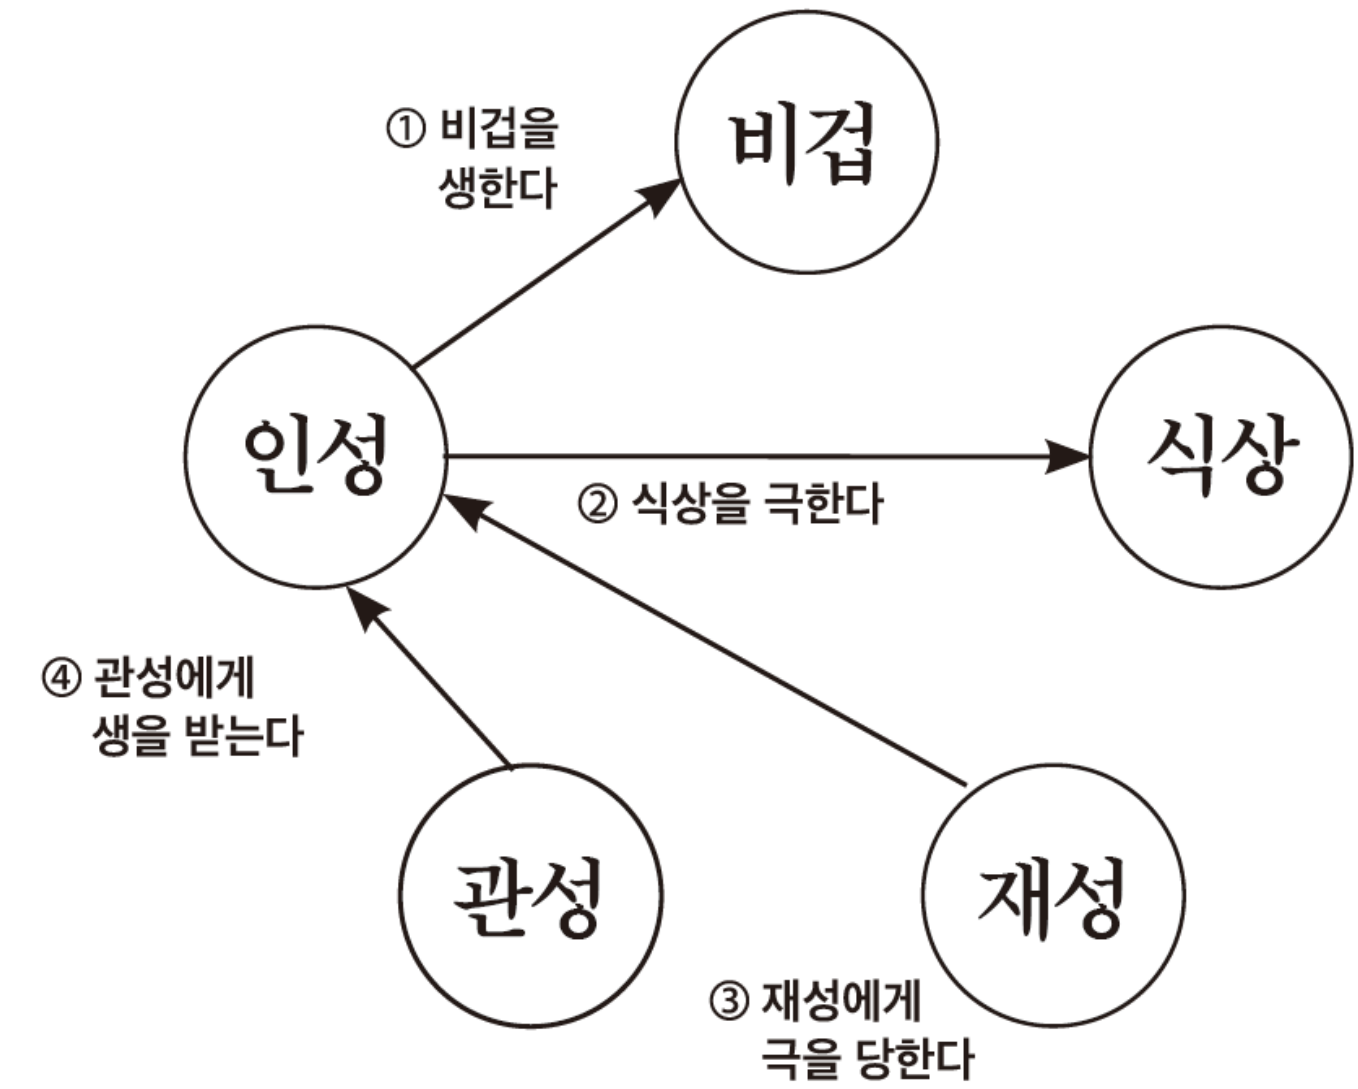 비겁
① 비겁을
생한다
인성
식상
② 식상을 극한다
④ 관성에게
생을 받는다
관성
재성
③ 재성에게
극을 당한다